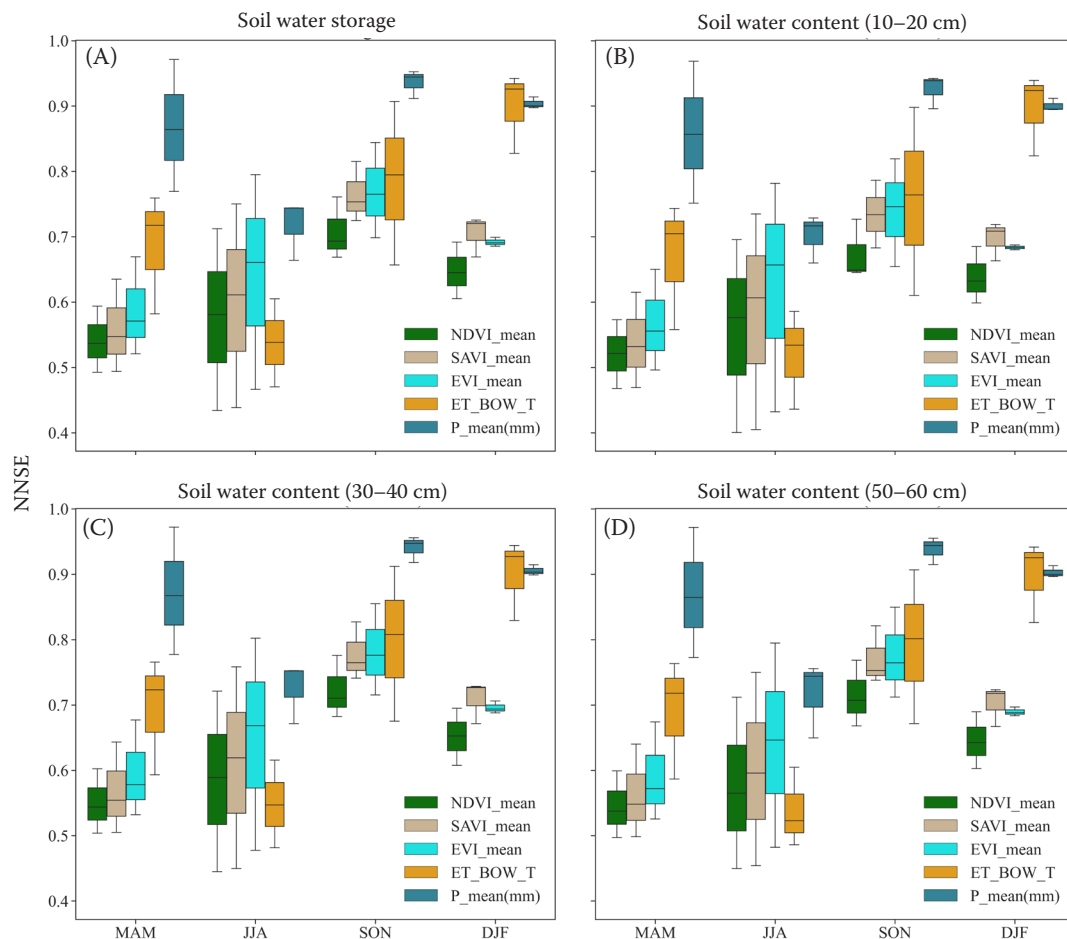 Soil water storage
Soil water content (10–20 cm)
(A)
(B)
1.0
0.9
0.8
0.7
0.6
0.5
0.4
NDVI_mean
SAVI_mean
EVI_mean
ET_BOW_T
P_mean(mm)
NDVI_mean
SAVI_mean
EVI_mean
ET_BOW_T
P_mean(mm)
NNSE
Soil water content (30–40 cm)
Soil water content (50–60 cm)
(C)
(D)
1.0
0.9
0.8
0.7
0.6
0.5
0.4
NDVI_mean
SAVI_mean
EVI_mean
ET_BOW_T
P_mean(mm)
NDVI_mean
SAVI_mean
EVI_mean
ET_BOW_T
P_mean(mm)
MAM JJA SON DJF
MAM JJA SON DJF